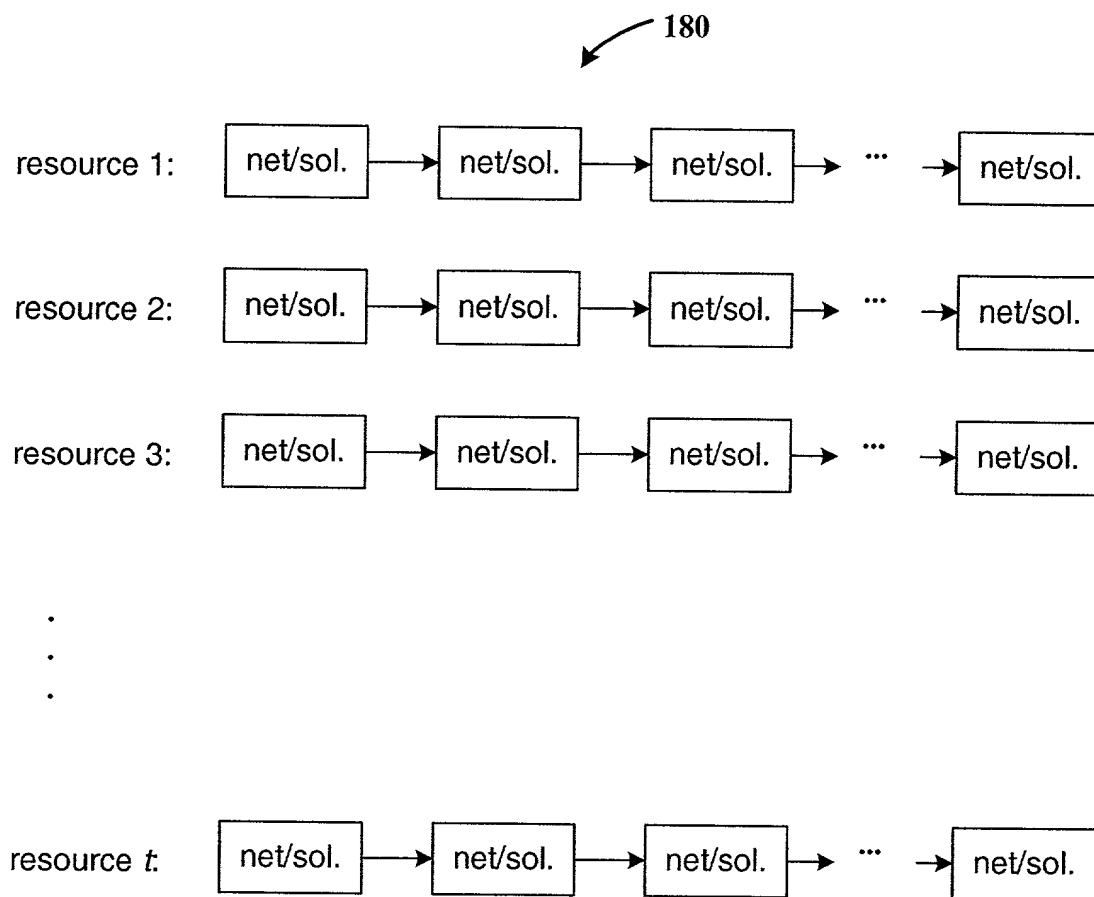 180
resource 1: net/sol. net/sol. net/sol. ... net/sol.
resource 2: net/sol. net/sol. net/sol. ... net/sol.
resource 3: net/sol. net/sol. net/sol. ... net/sol.
.
.
.
resource t: net/sol. net/sol. net/sol. ... net/sol.